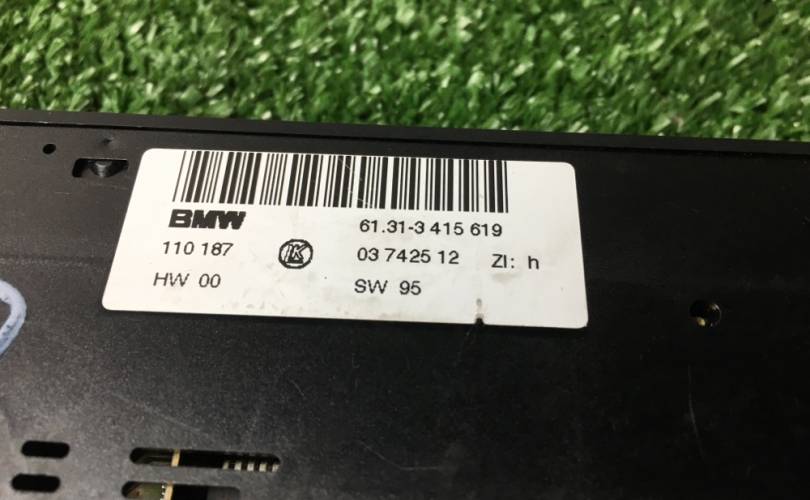 BMW 61.31-3 415 619
110 187 K 03 7425 12 ZI: h
HW 00 SW 95